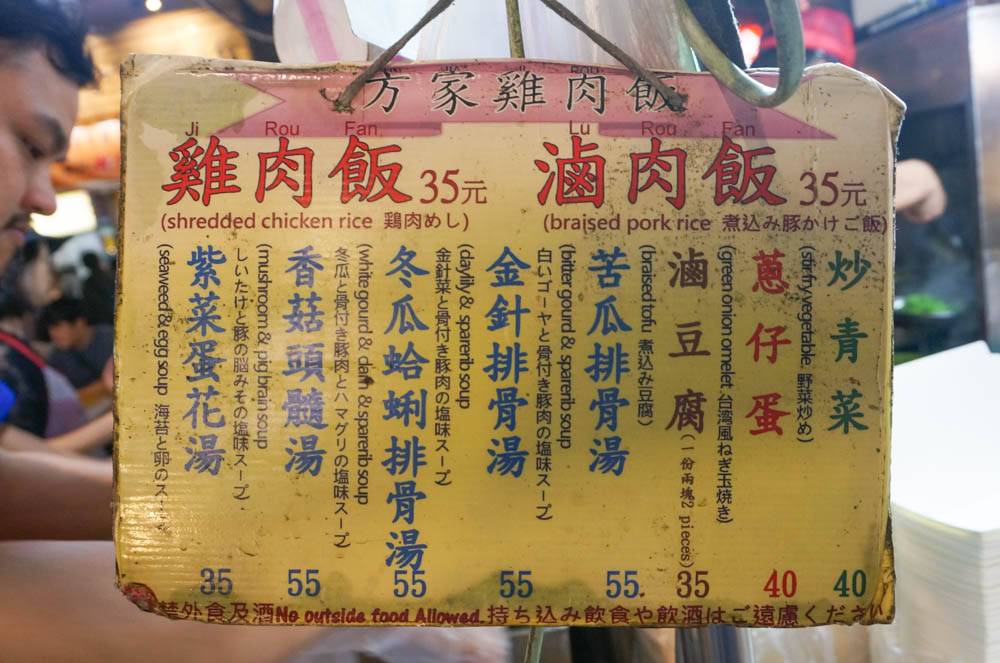 方家雞肉飯
Ji Rou Fan
雞肉飯 35元
(shredded chicken rice 鶏肉めし)
Lu Rou Fan
滷肉飯 35元
(braised pork rice 煮込み豚かけご飯)
炒青菜
(stir fry vegetable 野菜炒め)
40
蔥仔蛋
(green onion omelet 台湾風ねぎ玉焼き)
40
滷豆腐(一份兩塊2 pieces)
(braised tofu 煮込み豆腐)
35
苦瓜排骨湯
(bitter gourd & sparerib soup
白いゴーヤと骨付き豚肉の塩味スープ)
55
金針排骨湯
(daylily & sparerib soup
金針菜と骨付き豚肉の塩味スープ)
55
冬瓜蛤蜊排骨湯
(white gourd & clam & sparerib soup
冬瓜と骨付き豚肉とハマグリの塩味スープ)
55
香菇頭髓湯
(mushroom & pig brain soup
しいたけと豚の脳みその塩味スープ)
55
紫菜蛋花湯
(seaweed & egg soup 海苔と卵のス
35
禁外食及酒No outside food Allowed.持ち込み飲食や飲酒はご遠慮ください